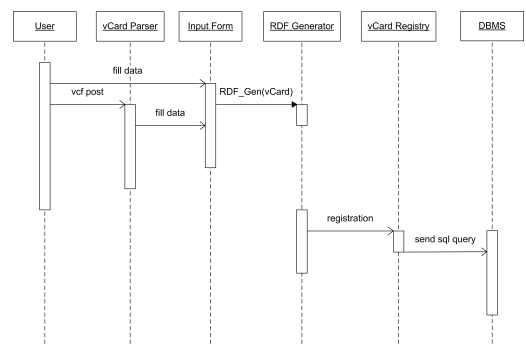 User
vCard Parser
Input Form
RDF Generator
vCard Registry
DBMS
fill data
vcf post
RDF_Gen(vCard)
fill data
registration
send sql query